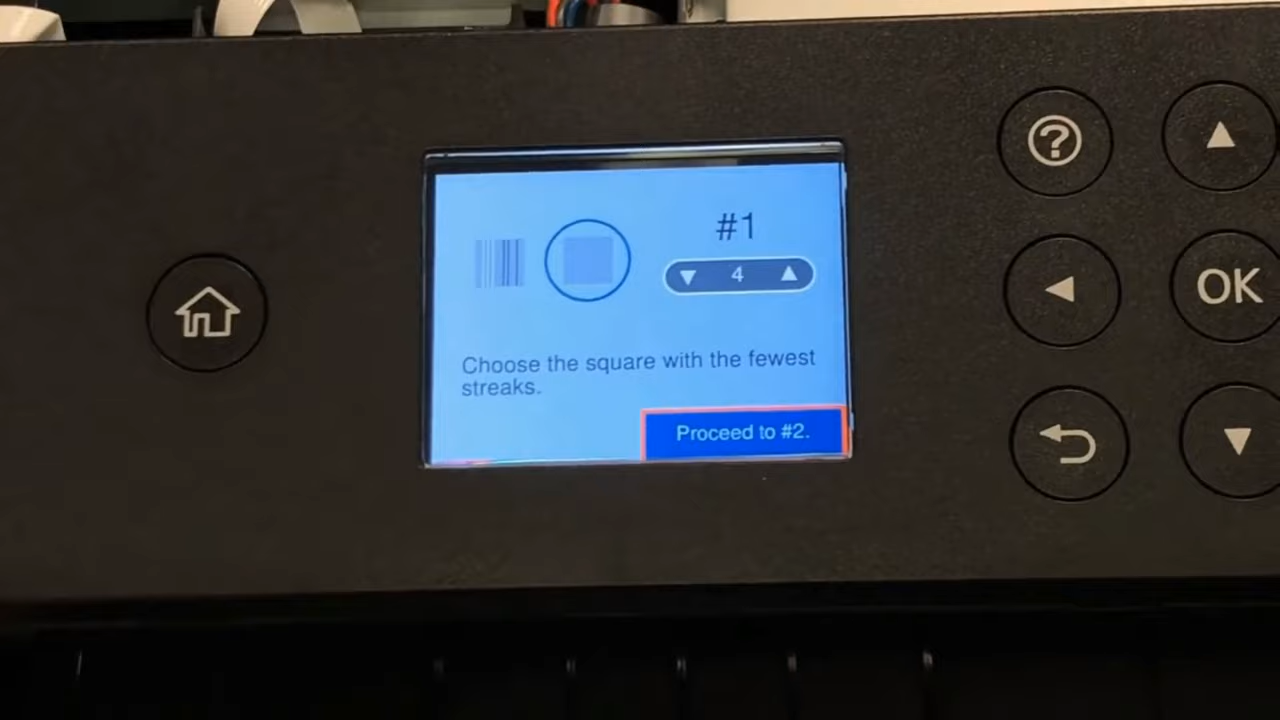 #1
4
Choose the square with the fewest
streaks.
Proceed to #2.
?
OK